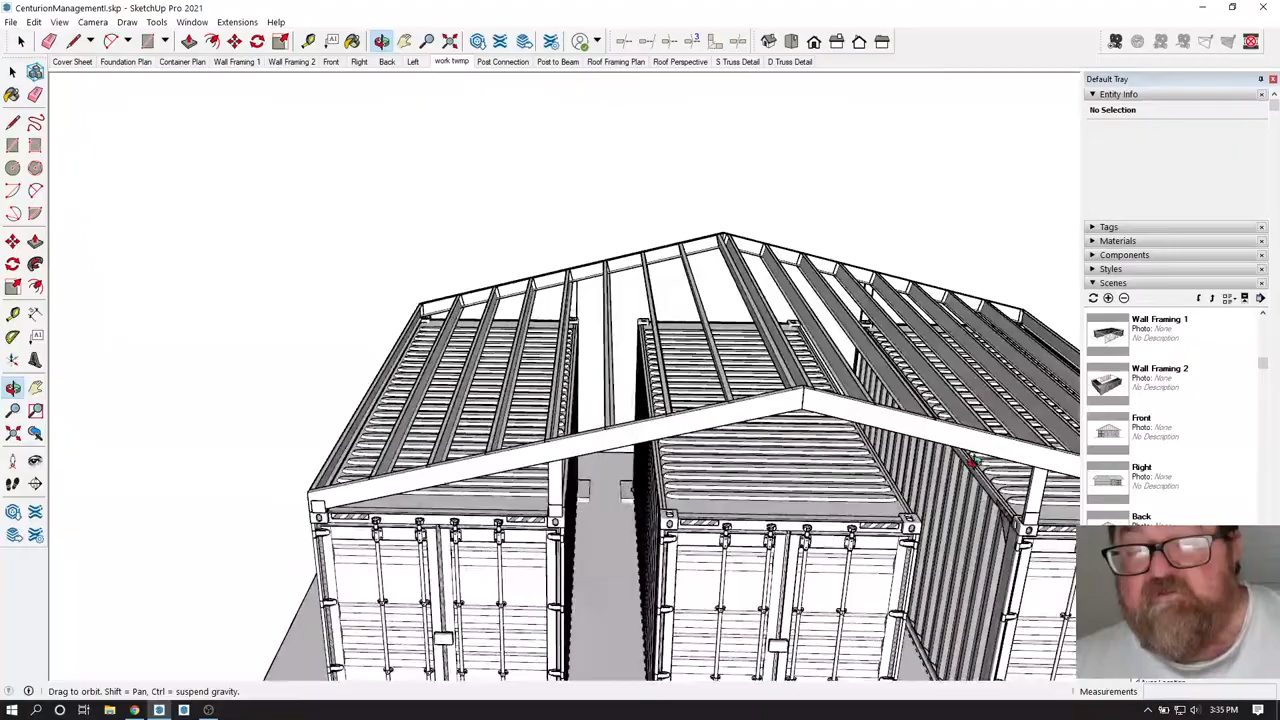 CenturionManagementI.skp - SketchUp Pro 2021
File Edit View Camera Draw Tools Window Extensions Help
Cover Sheet Foundation Plan Container Plan Wall Framing 1 Wall Framing 2 Front Right Back Left work twmp Post Connection Post to Beam Roof Framing Plan Roof Perspective S Truss Detail D Truss Detail
Default Tray
Entity Info
No Selection
Tags
Materials
Components
Styles
Scenes
Wall Framing 1
Photo: None
No Description
Wall Framing 2
Photo: None
No Description
Front
Photo: None
No Description
Right
Photo: None
No Description
Back
Drag to orbit. Shift = Pan, Ctrl = suspend gravity.
Measurements
3:35 PM